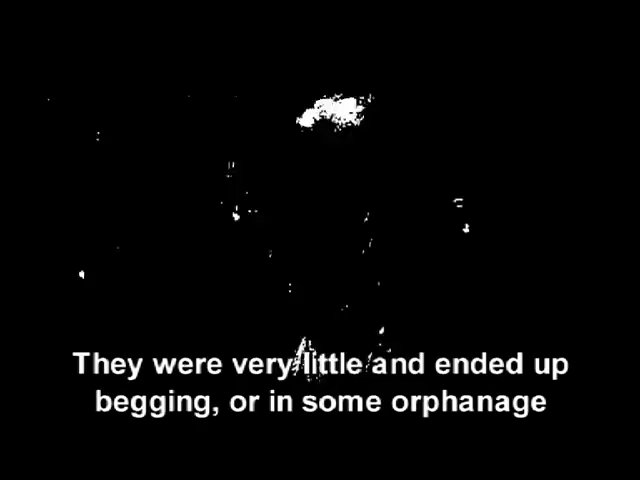 They were very little and ended up
begging, or in some orphanage